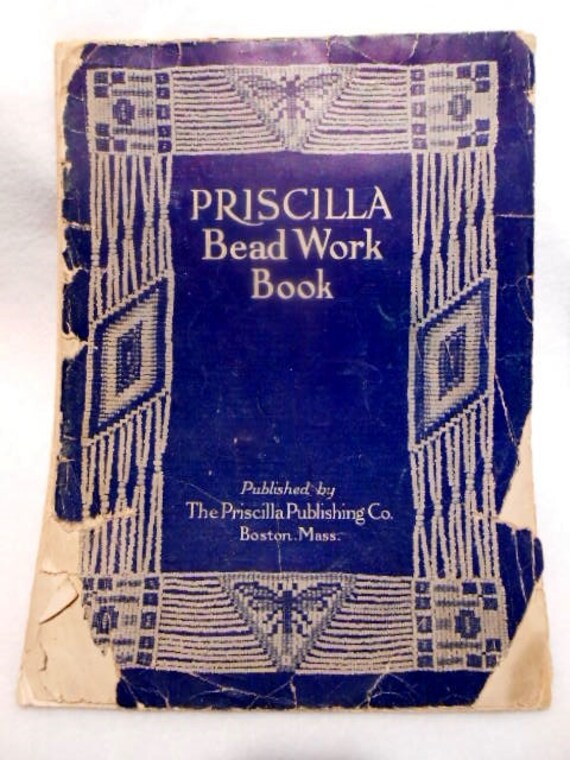 PRISCILLA
Bead Work
Book
Published by
The Priscilla Publishing Co.
Boston. Mass.